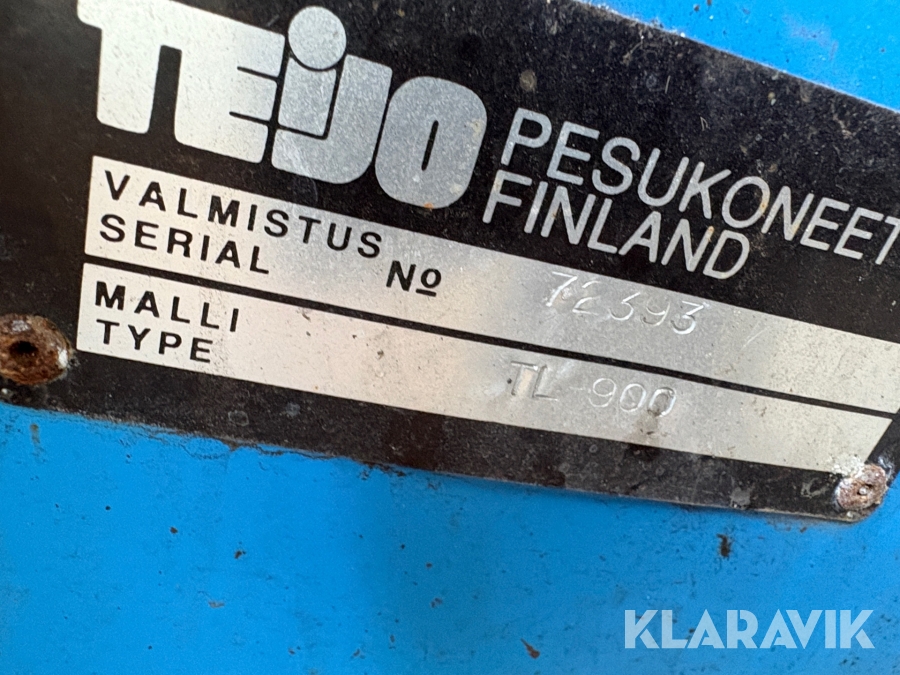 TEIJO
PESUKONEET
FINLAND
VALMISTUS
SERIAL No 72393
MALLI
TYPE TL-900
KLARAVIK